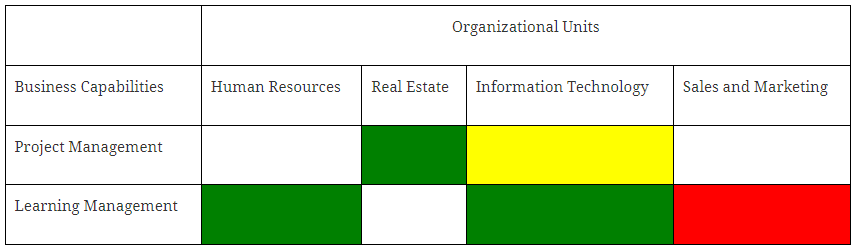 Organizational Units
Business Capabilities Human Resources Real Estate Information Technology Sales and Marketing
Project Management
Learning Management